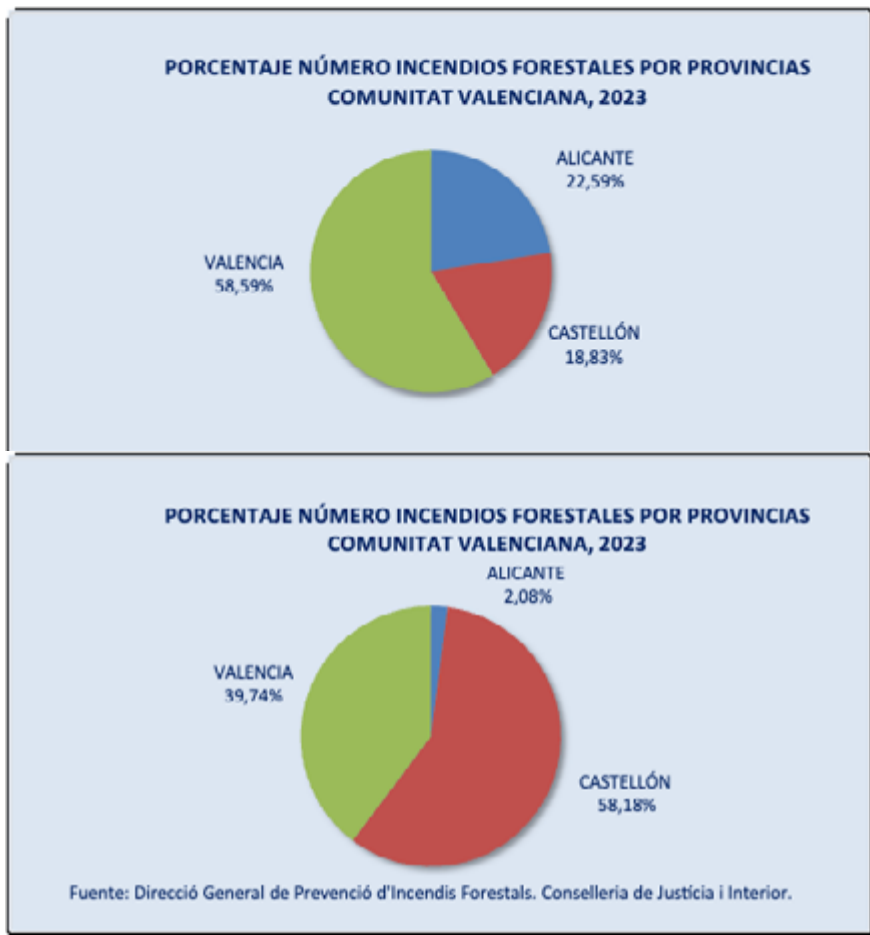 PORCENTAJE NÚMERO INCENDIOS FORESTALES POR PROVINCIAS
COMUNITAT VALENCIANA, 2023
ALICANTE
22,59%
VALENCIA
58,59%
CASTELLÓN
18,83%
PORCENTAJE NÚMERO INCENDIOS FORESTALES POR PROVINCIAS
COMUNITAT VALENCIANA, 2023
ALICANTE
2,08%
VALENCIA
39,74%
CASTELLÓN
58,18%
Fuente: Direcció General de Prevenció d'Incendis Forestals. Conselleria de Justícia i Interior.